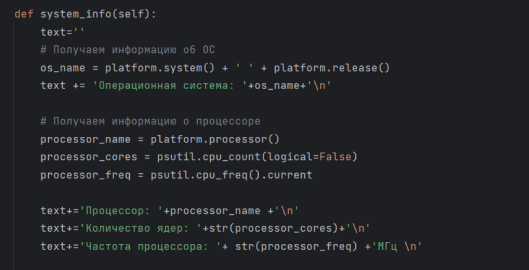 def system_info(self):
text=''
# Получаем информацию об ОС
os_name = platform.system() + ' ' + platform.release()
text += 'Операционная система: '+os_name+'\n'
# Получаем информацию о процессоре
processor_name = platform.processor()
processor_cores = psutil.cpu_count(logical=False)
processor_freq = psutil.cpu_freq().current
text+='Процессор: '+processor_name +'\n'
text+='Количество ядер: '+str(processor_cores)+'\n'
text+='Частота процессора: '+ str(processor_freq) +'МГц \n'